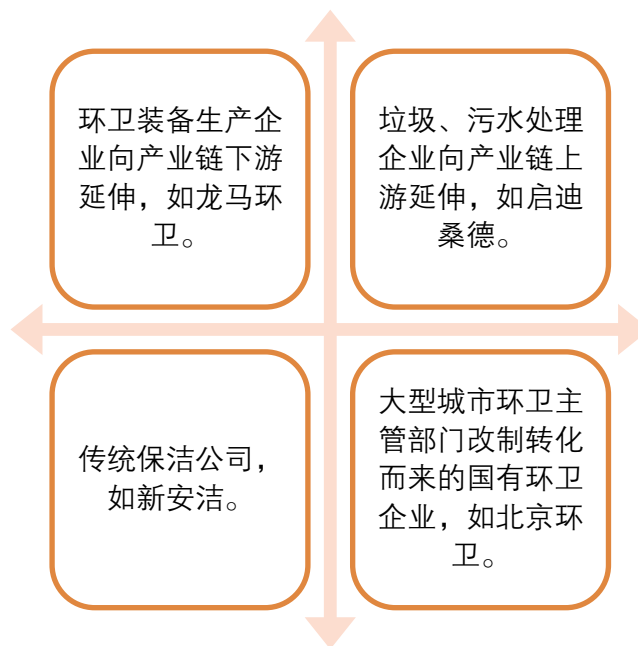 环卫装备生产企
业向产业链下游
延伸，如龙马环
卫。
垃圾、污水处理
企业向产业链上
游延伸，如启迪
桑德。
传统保洁公司，
如新安洁。
大型城市环卫主
管部门改制转化
而来的国有环卫
企业，如北京环
卫。